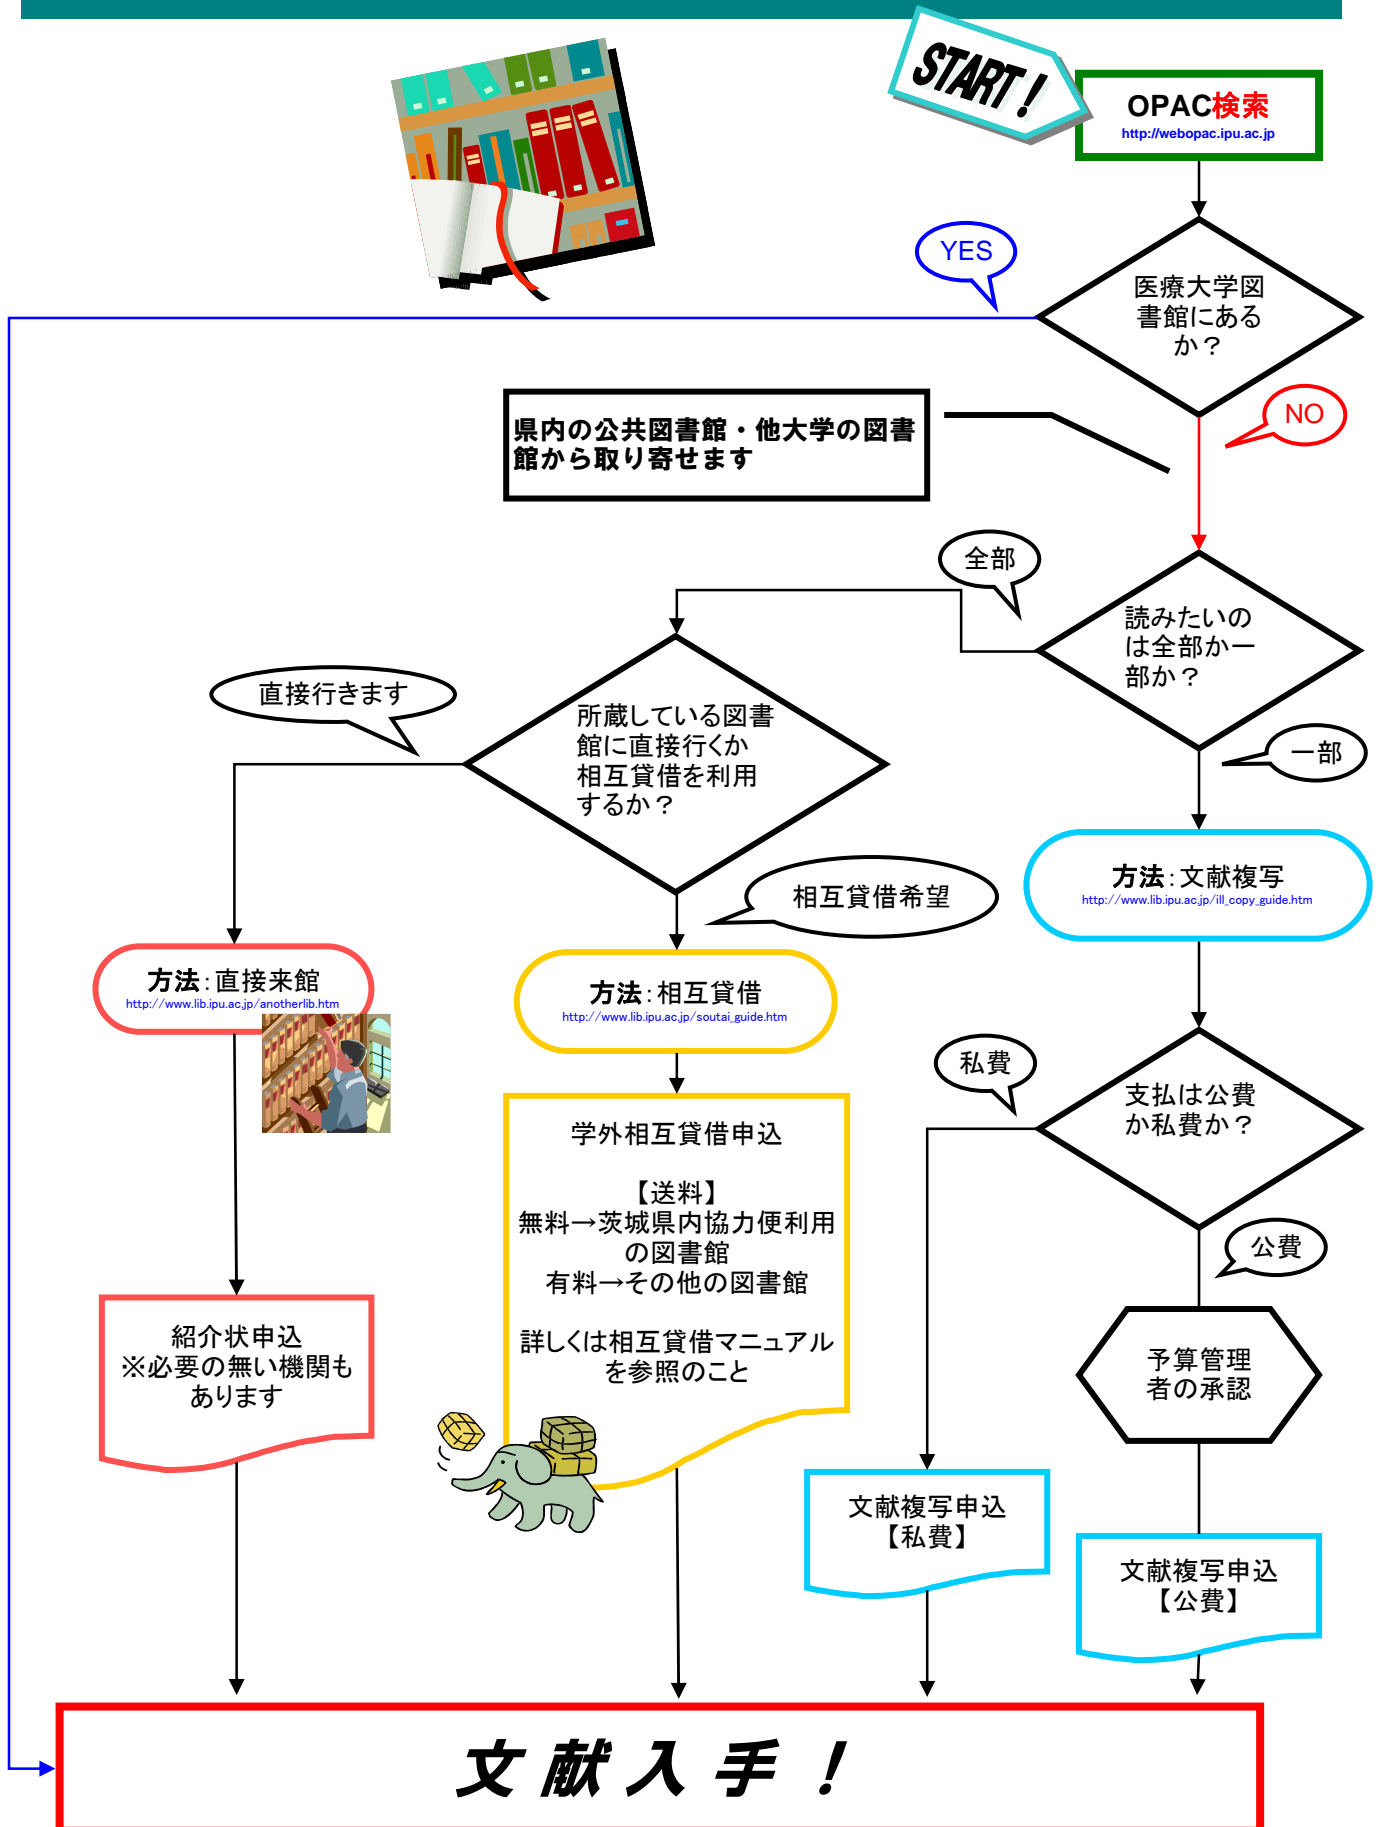 START!
OPAC検索
http://webopac.ipu.ac.jp
YES
医療大学図
書館にある
か？
NO
県内の公共図書館・他大学の図書
館から取り寄せます
全部
読みたいの
は全部か一
部か？
直接行きます
所蔵している図書
館に直接行くか
相互貸借を利用
するか？
一部
方法：文献複写
http://www.lib.ipu.ac.jp/ill_copy_guide.htm
相互貸借希望
方法：直接来館
http://www.lib.ipu.ac.jp/anotherlib.htm
方法：相互貸借
http://www.lib.ipu.ac.jp/soutai_guide.htm
私費
支払は公費
か私費か？
学外相互貸借申込
【送料】
無料→茨城県内協力便利用
の図書館
有料→その他の図書館
詳しくは相互貸借マニュアル
を参照のこと
公費
紹介状申込
※必要の無い機関も
あります
予算管理
者の承認
文献複写申込
【私費】
文献複写申込
【公費】
文献入手！